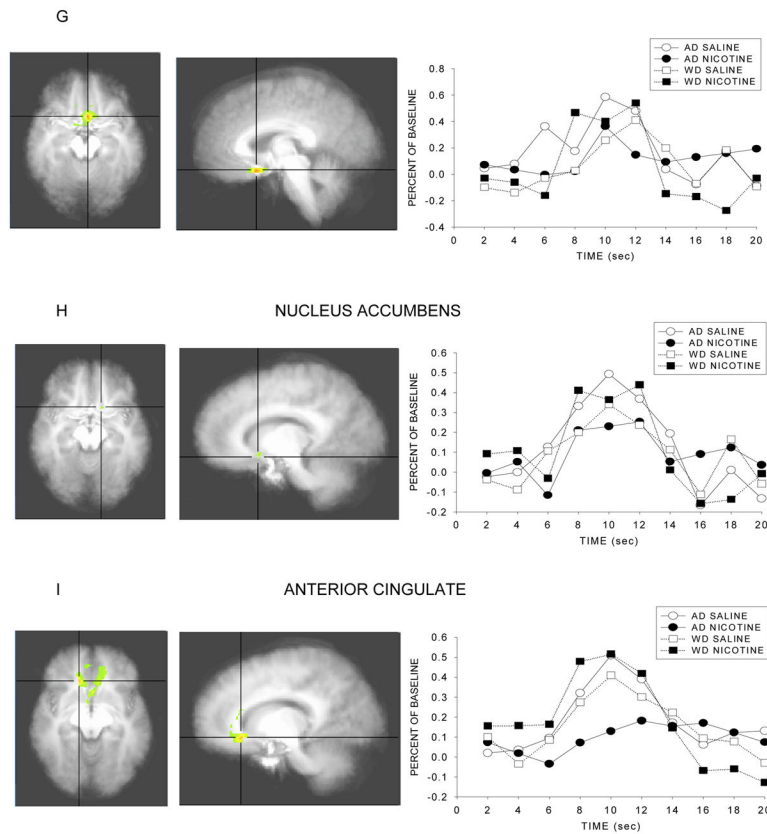 G
AD SALINE
AD NICOTINE
WD SALINE
WD NICOTINE
PERCENT OF BASELINE
0.8
0.6
0.4
0.2
0.0
-0.2
-0.4
0 2 4 6 8 10 12 14 16 18 20
TIME (sec)
H NUCLEUS ACCUMBENS
AD SALINE
AD NICOTINE
WD SALINE
WD NICOTINE
PERCENT OF BASELINE
0.6
0.5
0.4
0.3
0.2
0.1
0.0
-0.1
-0.2
0 2 4 6 8 10 12 14 16 18 20
TIME (sec)
I ANTERIOR CINGULATE
AD SALINE
AD NICOTINE
WD SALINE
WD NICOTINE
PERCENT OF BASELINE
0.6
0.5
0.4
0.3
0.2
0.1
0.0
-0.1
-0.2
0 2 4 6 8 10 12 14 16 18 20
TIME (sec)